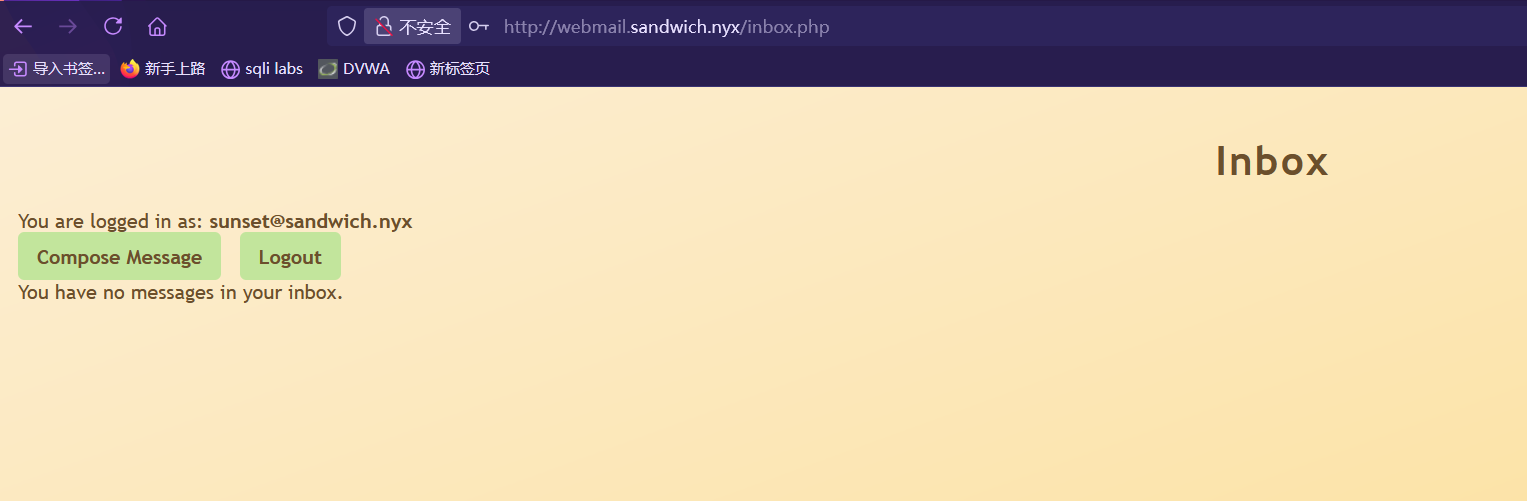 不安全 http://webmail.sandwich.nyx/inbox.php
导入书签... 新手上路 sqli labs DVWA 新标签页
Inbox
You are logged in as: sunset@sandwich.nyx
Compose Message Logout
You have no messages in your inbox.